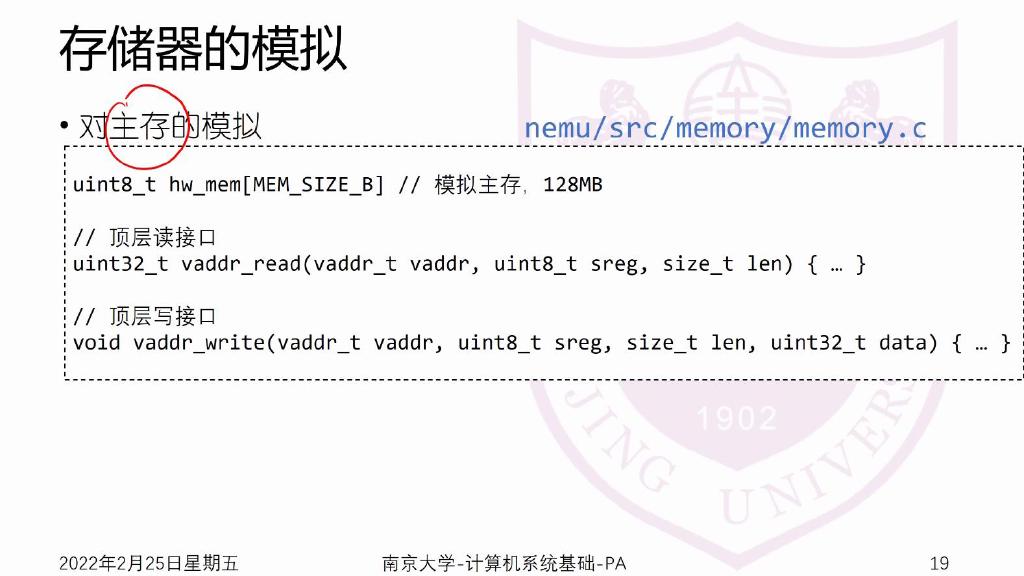 存储器的模拟
• 对主存的模拟
nemu/src/memory/memory.c
uint8_t hw_mem[MEM_SIZE_B] // 模拟主存，128MB
// 顶层读接口
uint32_t vaddr_read(vaddr_t vaddr, uint8_t sreg, size_t len) { … }
// 顶层写接口
void vaddr_write(vaddr_t vaddr, uint8_t sreg, size_t len, uint32_t data) { … }
1902
JING UNIVER
2022年2月25日星期五
南京大学-计算机系统基础-PA
19